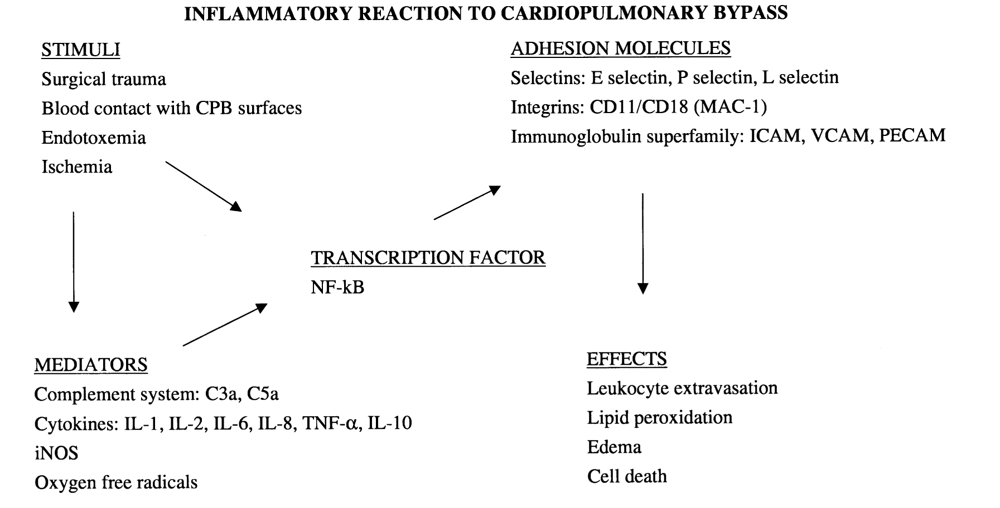 INFLAMMATORY REACTION TO CARDIOPULMONARY BYPASS
STIMULI
Surgical trauma
Blood contact with CPB surfaces
Endotoxemia
Ischemia
ADHESION MOLECULES
Selectins: E selectin, P selectin, L selectin
Integrins: CD11/CD18 (MAC-1)
Immunoglobulin superfamily: ICAM, VCAM, PECAM
TRANSCRIPTION FACTOR
NF-kB
MEDIATORS
Complement system: C3a, C5a
Cytokines: IL-1, IL-2, IL-6, IL-8, TNF-α, IL-10
iNOS
Oxygen free radicals
EFFECTS
Leukocyte extravasation
Lipid peroxidation
Edema
Cell death